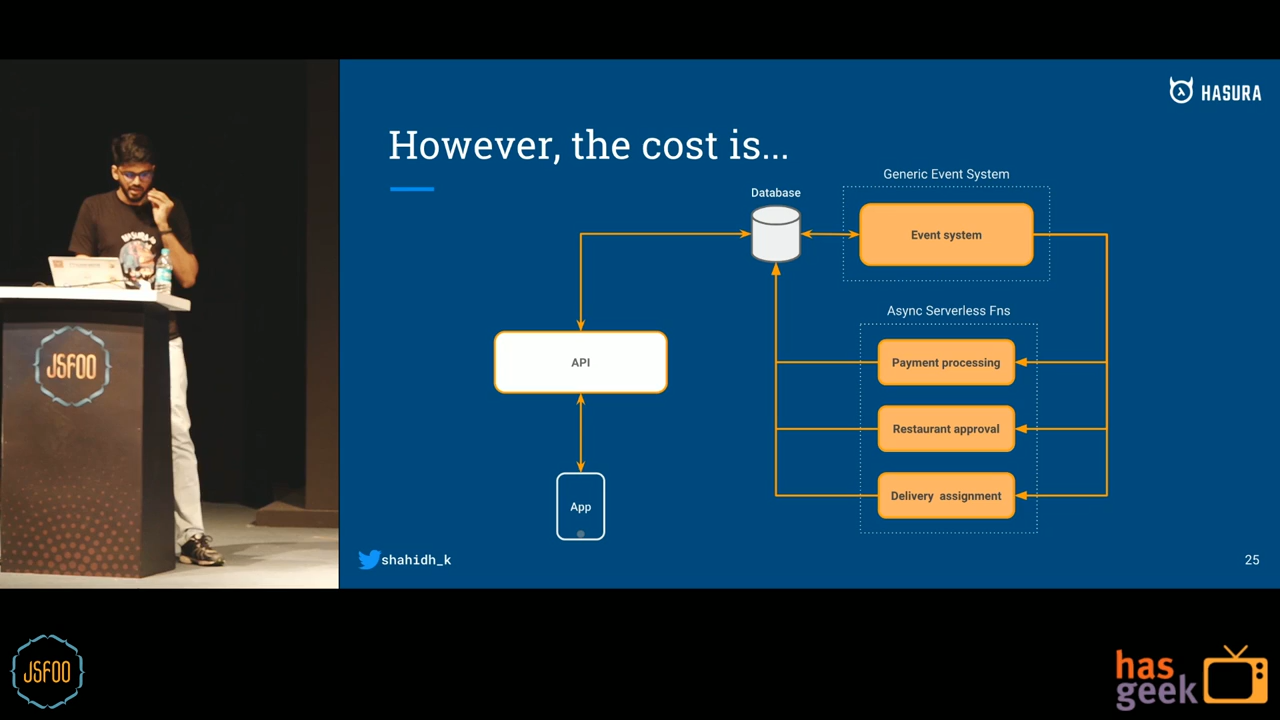 HASURA
However, the cost is...
Generic Event System
Database
Event system
Async Serverless Fns
API
Payment processing
Restaurant approval
Delivery assignment
App
shahidh_k
25
JSFOO
JSFOO
has
geek